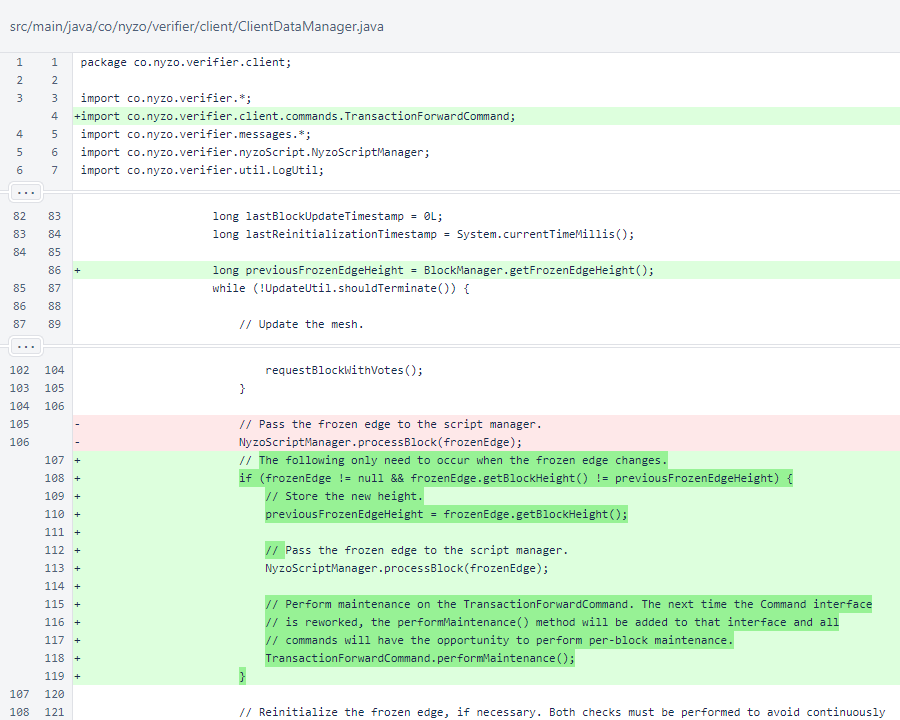 src/main/java/co/nyzo/verifier/client/ClientDataManager.java
1 1 package co.nyzo.verifier.client;
2 2
3 3 import co.nyzo.verifier.*;
4 +import co.nyzo.verifier.client.commands.TransactionForwardCommand;
4 5 import co.nyzo.verifier.messages.*;
5 6 import co.nyzo.verifier.nyzoScript.NyzoScriptManager;
6 7 import co.nyzo.verifier.util.LogUtil;
...
82 83 long lastBlockUpdateTimestamp = 0L;
83 84 long lastReinitializationTimestamp = System.currentTimeMillis();
84 85
86 + long previousFrozenEdgeHeight = BlockManager.getFrozenEdgeHeight();
85 87 while (!UpdateUtil.shouldTerminate()) {
86 88
87 89 // Update the mesh.
...
102 104 requestBlockWithVotes();
103 105 }
104 106
105 - // Pass the frozen edge to the script manager.
106 - NyzoScriptManager.processBlock(frozenEdge);
107 + // The following only need to occur when the frozen edge changes.
108 + if (frozenEdge != null && frozenEdge.getBlockHeight() != previousFrozenEdgeHeight) {
109 + // Store the new height.
110 + previousFrozenEdgeHeight = frozenEdge.getBlockHeight();
111 +
112 + // Pass the frozen edge to the script manager.
113 + NyzoScriptManager.processBlock(frozenEdge);
114 +
115 + // Perform maintenance on the TransactionForwardCommand. The next time the Command interface
116 + // is reworked, the performMaintenance() method will be added to that interface and all
117 + // commands will have the opportunity to perform per-block maintenance.
118 + TransactionForwardCommand.performMaintenance();
119 + }
107 120
108 121 // Reinitialize the frozen edge, if necessary. Both checks must be performed to avoid continuously